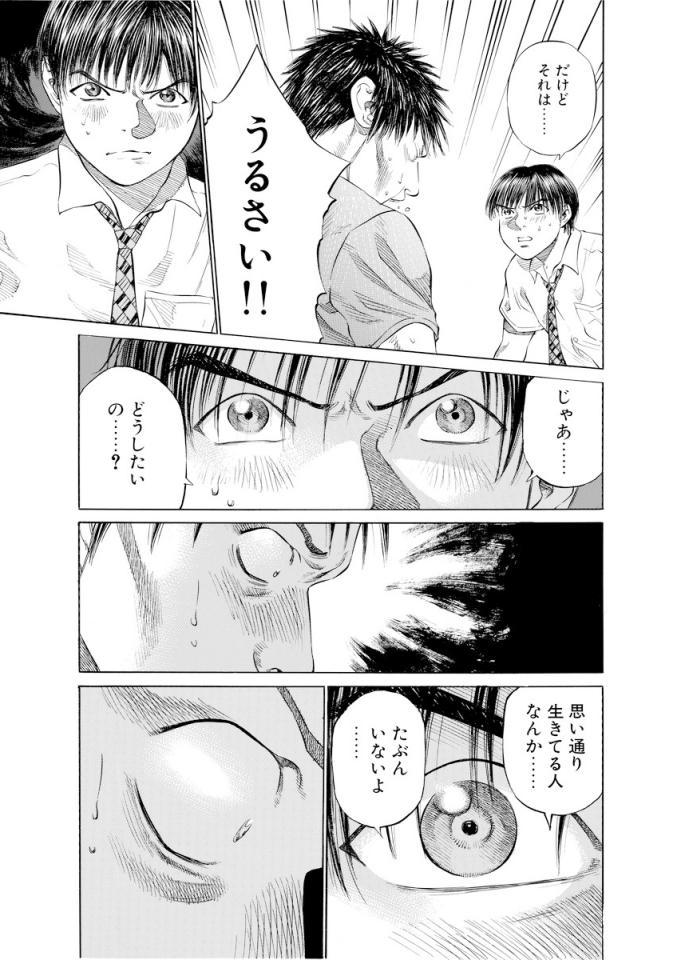 だけど
それは……
うるさい!!
じゃあ……
どうしたい
の……?
思い通り
生きてる人
なんか……
たぶん
いないよ
……